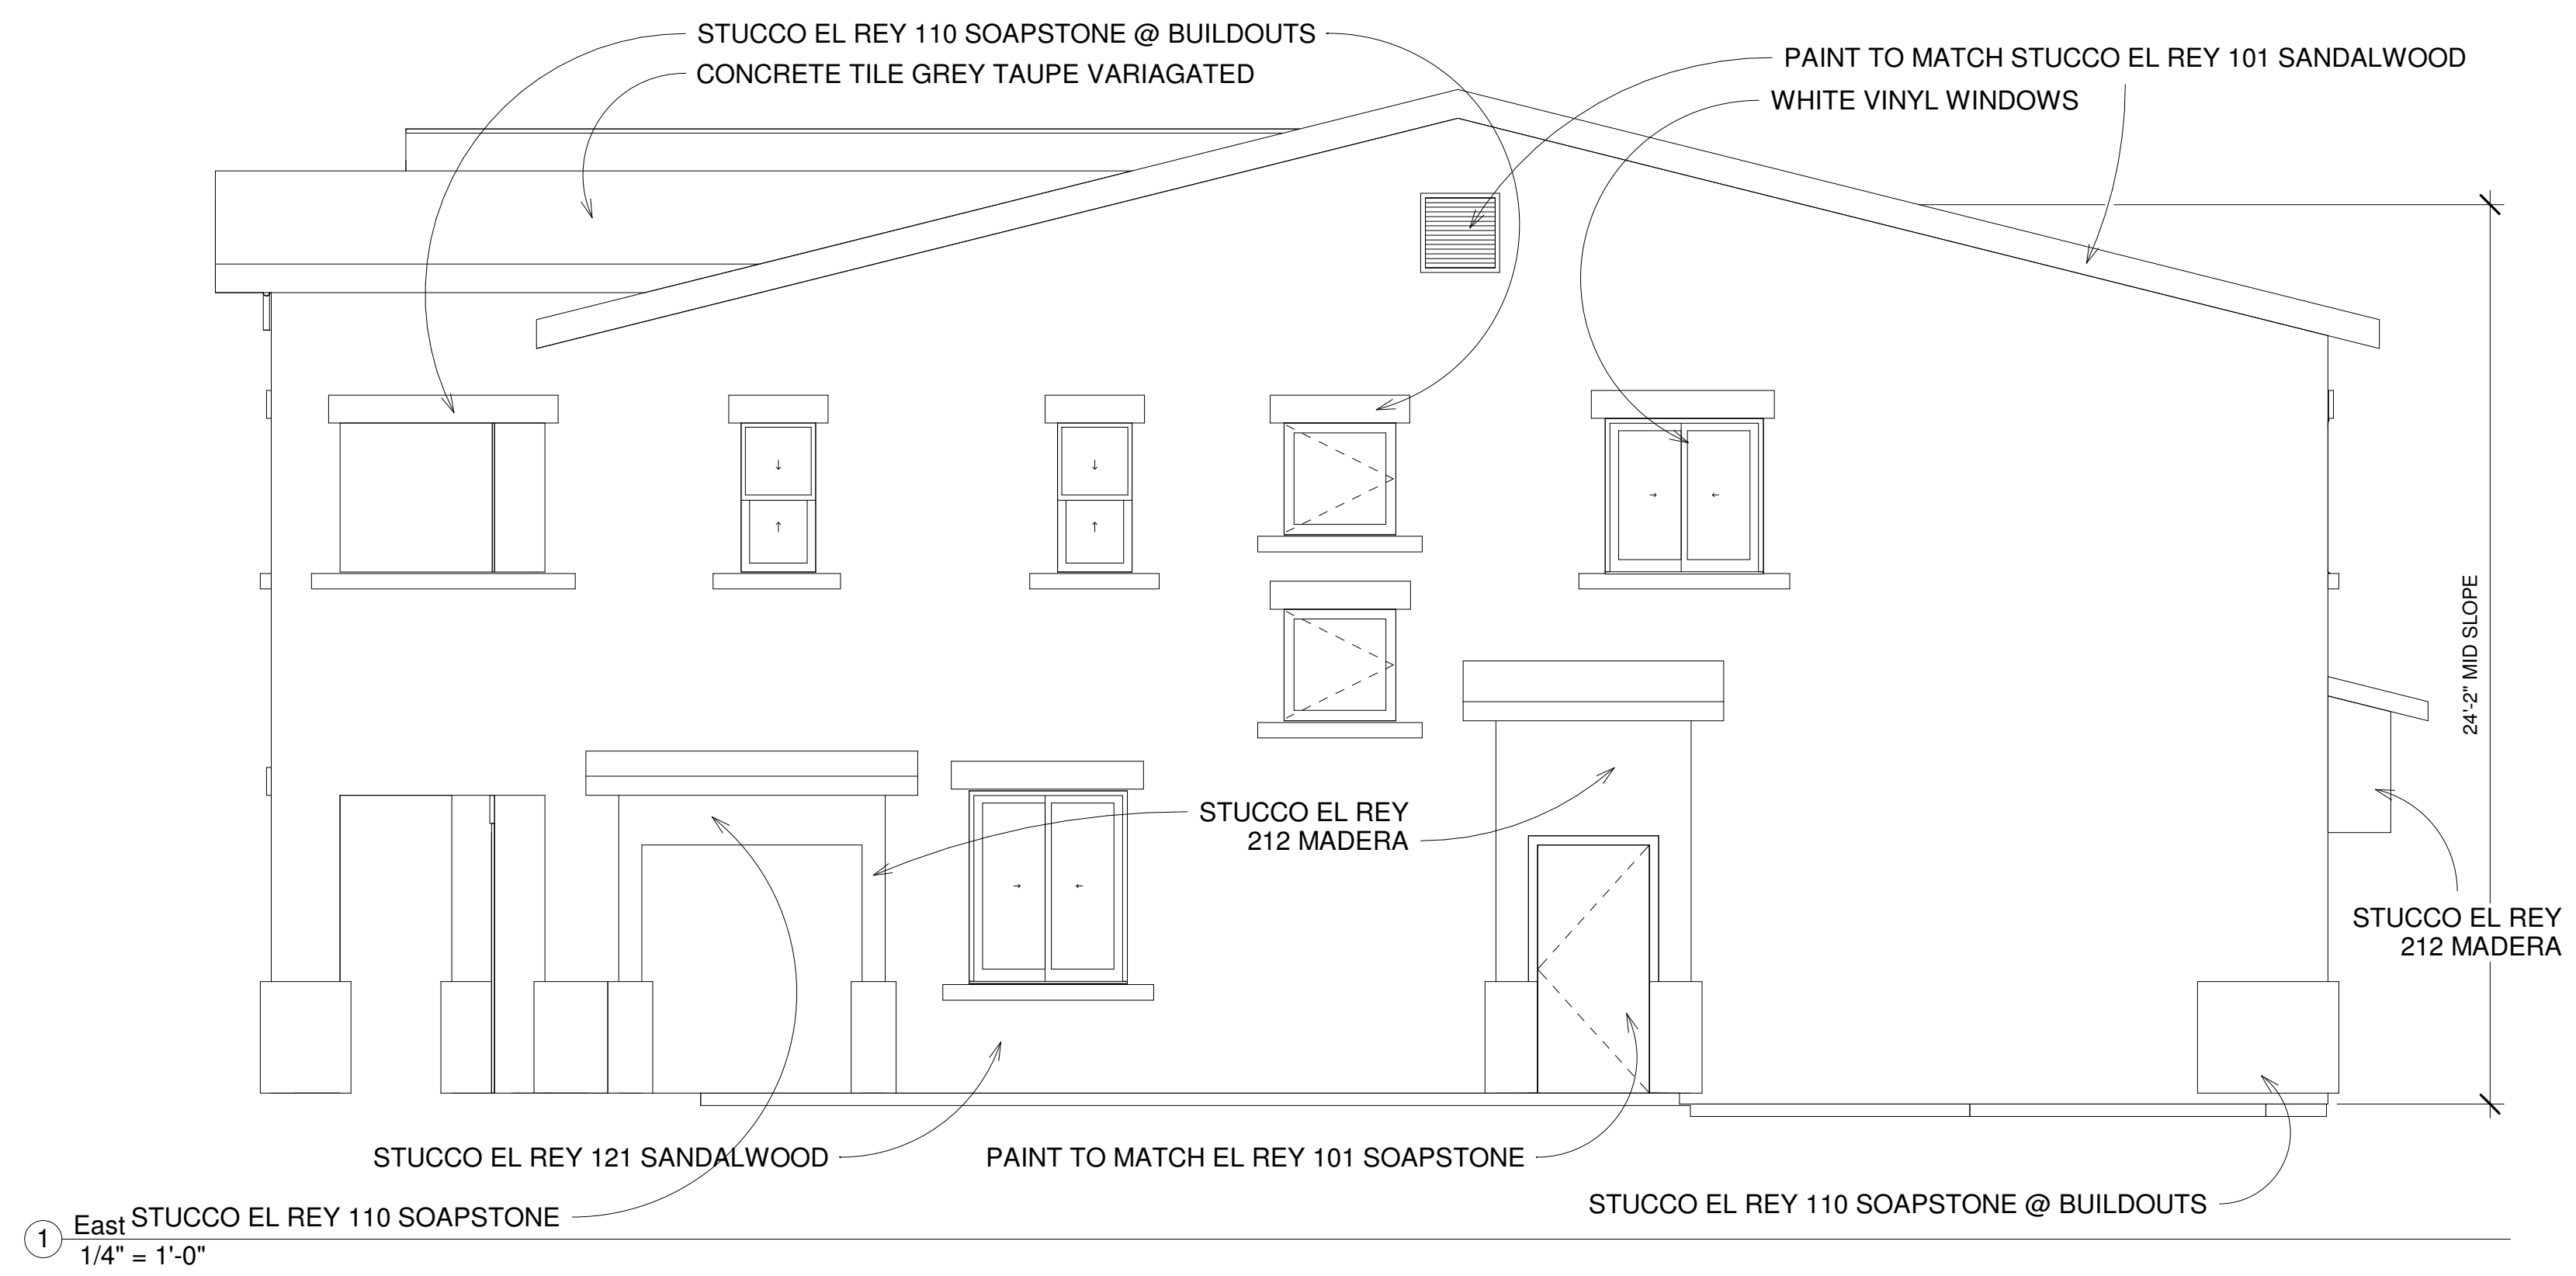 STUCCO EL REY 110 SOAPSTONE @ BUILDOUTS
CONCRETE TILE GREY TAUPE VARIAGATED
PAINT TO MATCH STUCCO EL REY 101 SANDALWOOD
WHITE VINYL WINDOWS
24'-2" MID SLOPE
STUCCO EL REY
212 MADERA
STUCCO EL REY
212 MADERA
STUCCO EL REY 121 SANDALWOOD
PAINT TO MATCH EL REY 101 SOAPSTONE
STUCCO EL REY 110 SOAPSTONE @ BUILDOUTS
STUCCO EL REY 110 SOAPSTONE
1
East
1/4" = 1'-0"